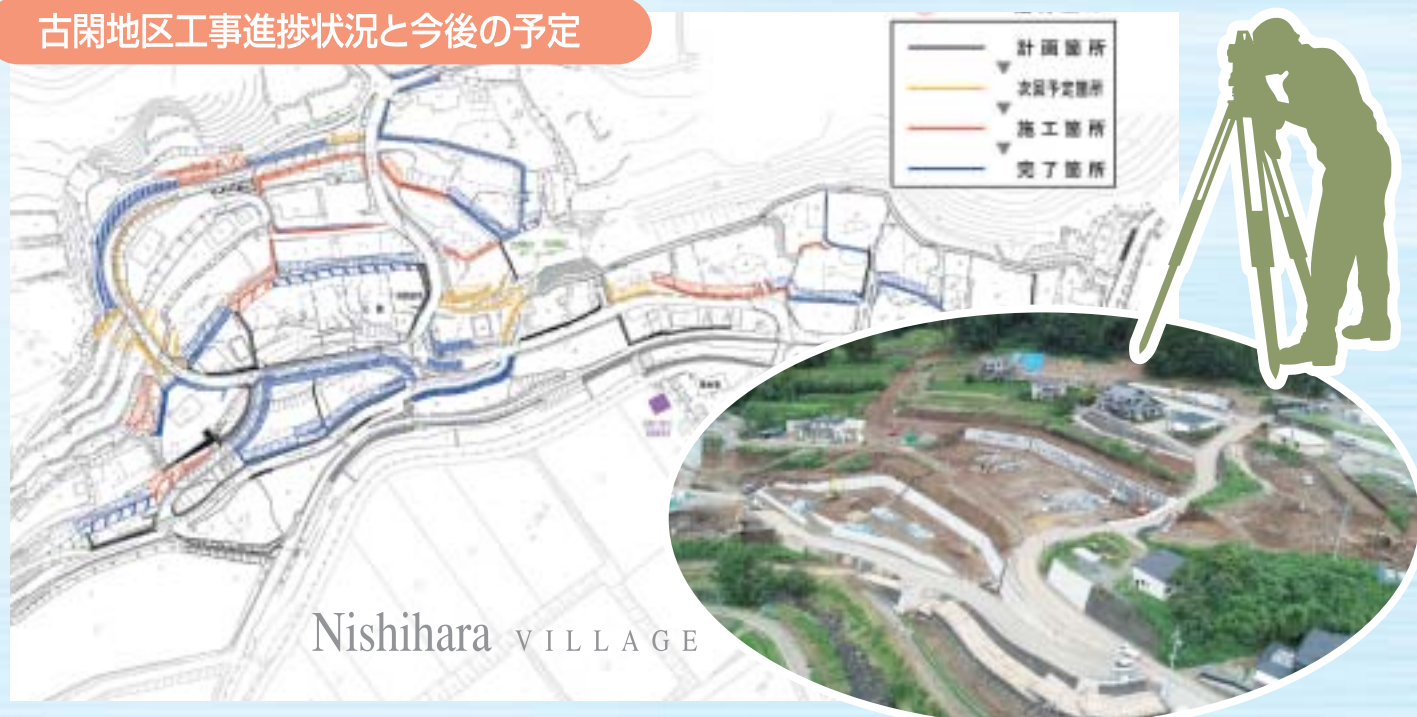 古閑地区工事進捗状況と今後の予定
計画箇所
次回予定箇所
施工箇所
完了箇所
Nishihara VILLAGE